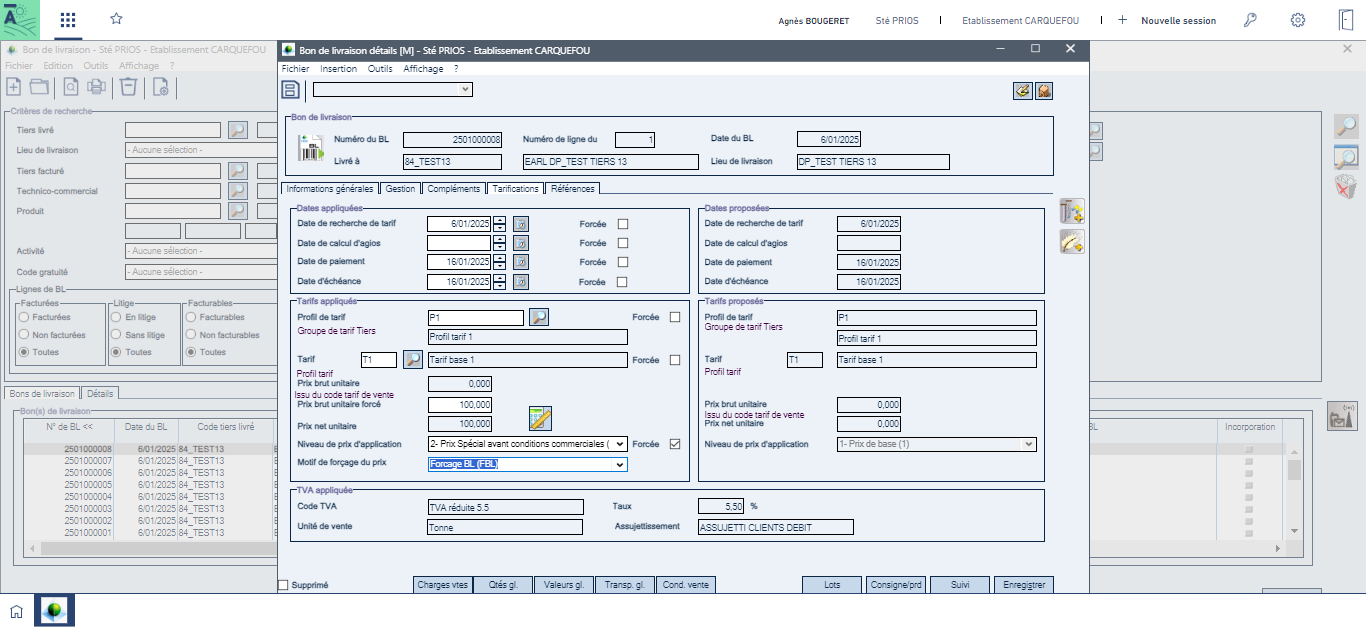 Agnès BOUGERET Sté PRIOS | Etablissement CARQUEFOU | + Nouvelle session
Bon de livraison - Sté PRIOS - Etablissement CARQUEFOU
Fichier Edition Outils Affichage ?
Critères de recherche
Tiers livré
Lieu de livraison - Aucune sélection -
Tiers facturé
Technico-commercial
Produit
Activité - Aucune sélection -
Code gratuité - Aucune sélection -
Lignes de BL
Facturées Litige Facturables
Facturées En litige Facturables
Non facturées Sans litige Non facturables
Toutes Toutes Toutes
Bons de livraison Détails
Bon(s) de livraison
N° de BL << Date du BL Code tiers livré BL Incorporation
2501000008 6/01/2025 84_TEST13
2501000007 6/01/2025 84_TEST13
2501000006 6/01/2025 84_TEST13
2501000005 6/01/2025 84_TEST13
2501000004 6/01/2025 84_TEST13
2501000003 6/01/2025 84_TEST13
2501000002 6/01/2025 84_TEST13
2501000001 6/01/2025 84_TEST13
Bon de livraison détails [M] - Sté PRIOS - Etablissement CARQUEFOU
Fichier Insertion Outils Affichage ?
Bon de livraison
Numéro du BL 2501000008 Numéro de ligne du 1 Date du BL 6/01/2025
Livré à 84_TEST13 EARL DP_TEST TIERS 13 Lieu de livraison DP_TEST TIERS 13
Informations générales Gestion Compléments Tarifications Références
Dates appliquées
Date de recherche de tarif 6/01/2025 Forcée
Date de calcul d'agios Forcée
Date de paiement 16/01/2025 Forcée
Date d'échéance 16/01/2025 Forcée
Dates proposées
Date de recherche de tarif 6/01/2025
Date de calcul d'agios
Date de paiement 16/01/2025
Date d'échéance 16/01/2025
Tarifs appliqués
Profil de tarif P1 Forcée
Groupe de tarif Tiers Profil tarif 1
Tarif T1 Tarif base 1 Forcée
Profil tarif
Prix brut unitaire 0,000
Issu du code tarif de vente
Prix brut unitaire forcé 100,000
Prix net unitaire 100,000
Niveau de prix d'application 2- Prix Spécial avant conditions commerciales ( Forcée
Motif de forçage du prix Forcage BL (FBL)
Tarifs proposés
Profil de tarif P1
Groupe de tarif Tiers
Profil tarif 1
Tarif T1 Tarif base 1
Profil tarif
Prix brut unitaire 0,000
Issu du code tarif de vente
Prix net unitaire 0,000
Niveau de prix d'application 1- Prix de base (1)
TVA appliquée
Code TVA TVA réduite 5.5 Taux 5,50 %
Unité de vente Tonne Assujettissement ASSUJETTI CLIENTS DEBIT
Supprimé Charges vtes Qtés gl. Valeurs gl. Transp. gl. Cond. vente Lots Consigne/prd Suivi Enregistrer